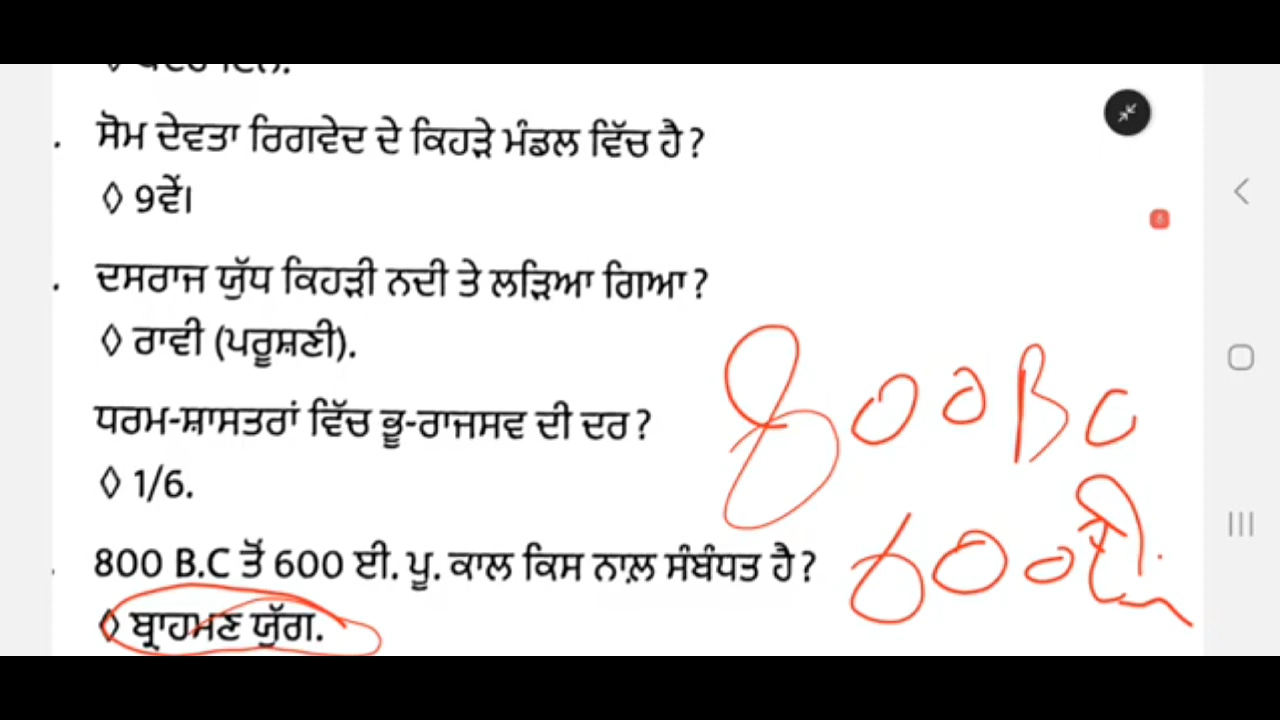 . ਸੋਮ ਦੇਵਤਾ ਰਿਗਵੇਦ ਦੇ ਕਿਹੜੇ ਮੰਡਲ ਵਿੱਚ ਹੈ?
◊ 9ਵੇਂ।
. ਦਸਰਾਜ ਯੁੱਧ ਕਿਹੜੀ ਨਦੀ ਤੇ ਲੜਿਆ ਗਿਆ?
◊ ਰਾਵੀ (ਪਰੂਸ਼ਣੀ).
800 B C
ਧਰਮ-ਸ਼ਾਸਤਰਾਂ ਵਿੱਚ ਭੂ-ਰਾਜਸਵ ਦੀ ਦਰ?
◊ 1/6.
. 800 B.C ਤੋਂ 600 ਈ. ਪੂ. ਕਾਲ ਕਿਸ ਨਾਲ਼ ਸੰਬੰਧਤ ਹੈ?
600 ਈ
◊ ਬ੍ਰਾਹਮਣ ਯੁੱਗ.